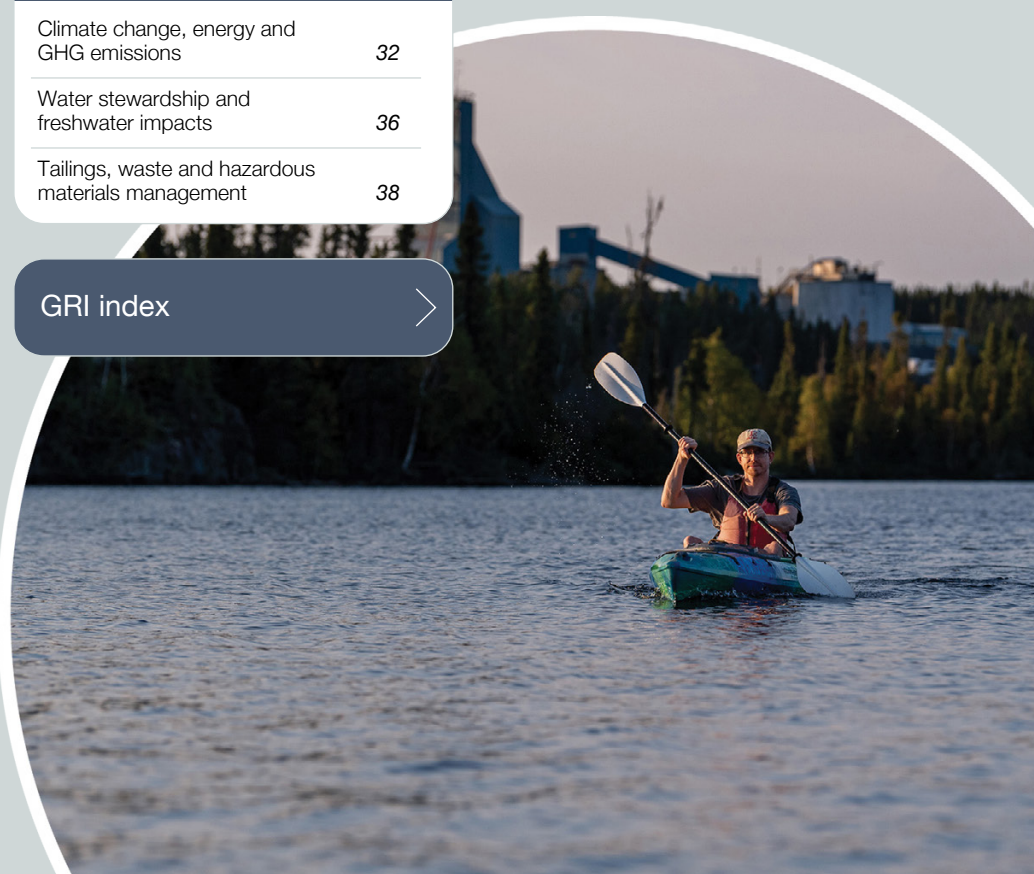 Climate change, energy and
GHG emissions 32
Water stewardship and
freshwater impacts 36
Tailings, waste and hazardous
materials management 38
GRI index